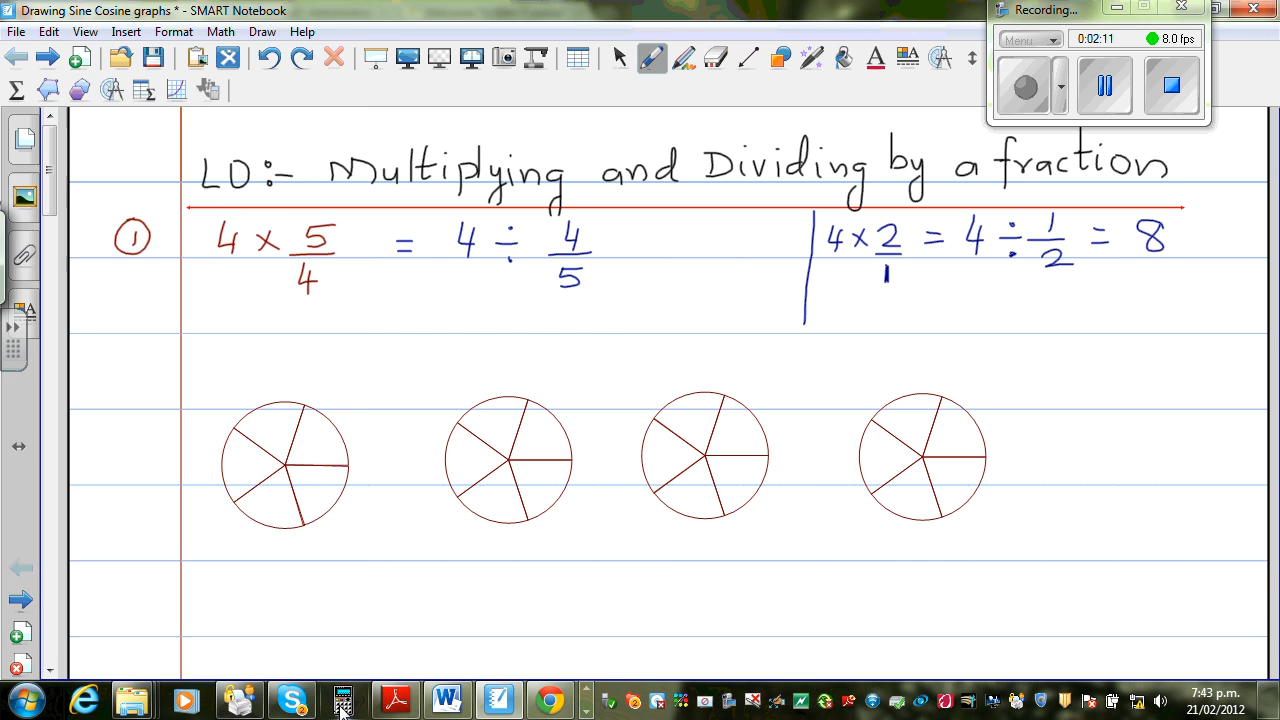 Drawing Sine Cosine graphs * - SMART Notebook
Recording...
File Edit View Insert Format Math Draw Help
Menu 0:02:11 8.0 fps
LO:- Multiplying and Dividing by a fraction
① 4 × 5/4 = 4 ÷ 4/5 | 4 × 2/1 = 4 ÷ 1/2 = 8
7:43 p.m.
21/02/2012